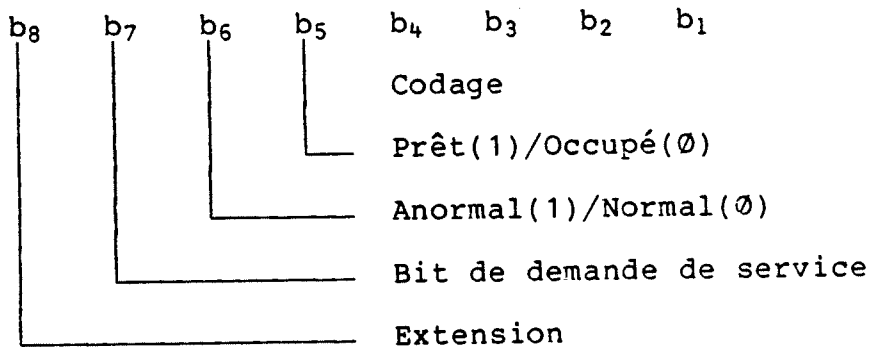 b₈ b₇ b₆ b₅ b₄ b₃ b₂ b₁
Codage
Prêt(1)/Occupé(Ø)
Anormal(1)/Normal(Ø)
Bit de demande de service
Extension